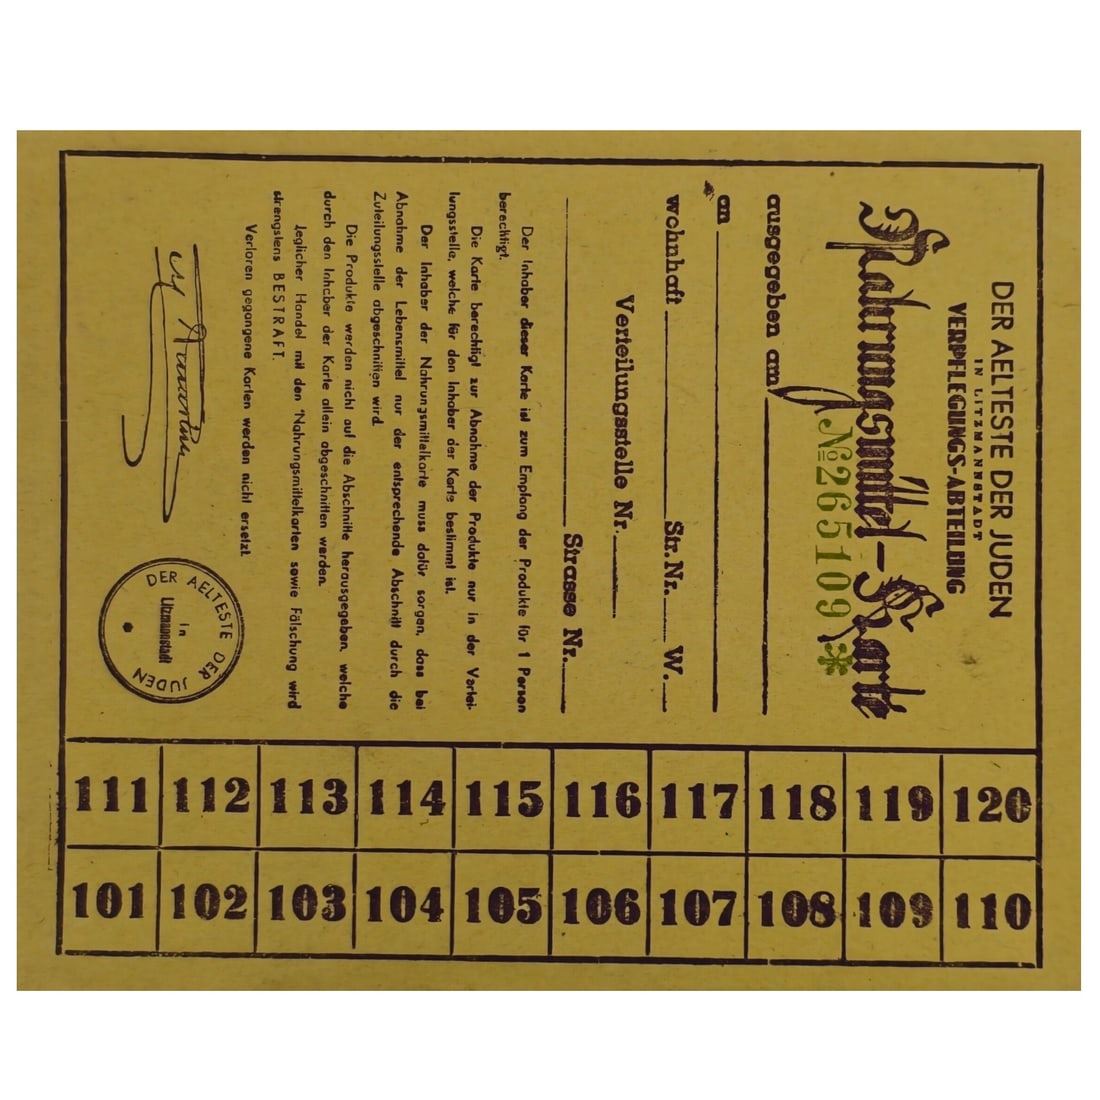 DER AELTESTE DER JUDEN
IN LITZMANNSTADT
VERPFLEGUNGS-ABTEILUNG
Nahrungsmittel-Karte
№ 265109 *
ausgegeben am
an
wohnhaft Str. Nr. W.
Verteilungsstelle Nr.
Strasse Nr.
Der Inhaber dieser Karte ist zum Empfang der Produkte für 1 Person
berechtigt.
Die Karte berechtigt zur Abnahme der Produkte nur in der Vertei-
lungsstelle, welche für den Inhaber der Karte bestimmt ist.
Der Inhaber der Nahrungsmittelkarte muss dafür sorgen, dass bei
Abnahme der Lebensmittel nur der entsprechende Abschnitt durch die
Zuteilungsstelle abgeschnitten wird.
Die Produkte werden nicht auf die Abschnitte herausgegeben, welche
durch den Inhaber der Karte allein abgeschnitten werden.
Jeglicher Handel mit den Nahrungsmittelkarten sowie Fälschung wird
strengstens BESTRAFT.
Verloren gegangene Karten werden nicht ersetzt.
DER AELTESTE DER JUDEN
in
Litzmannstadt
111 112 113 114 115 116 117 118 119 120
101 102 103 104 105 106 107 108 109 110